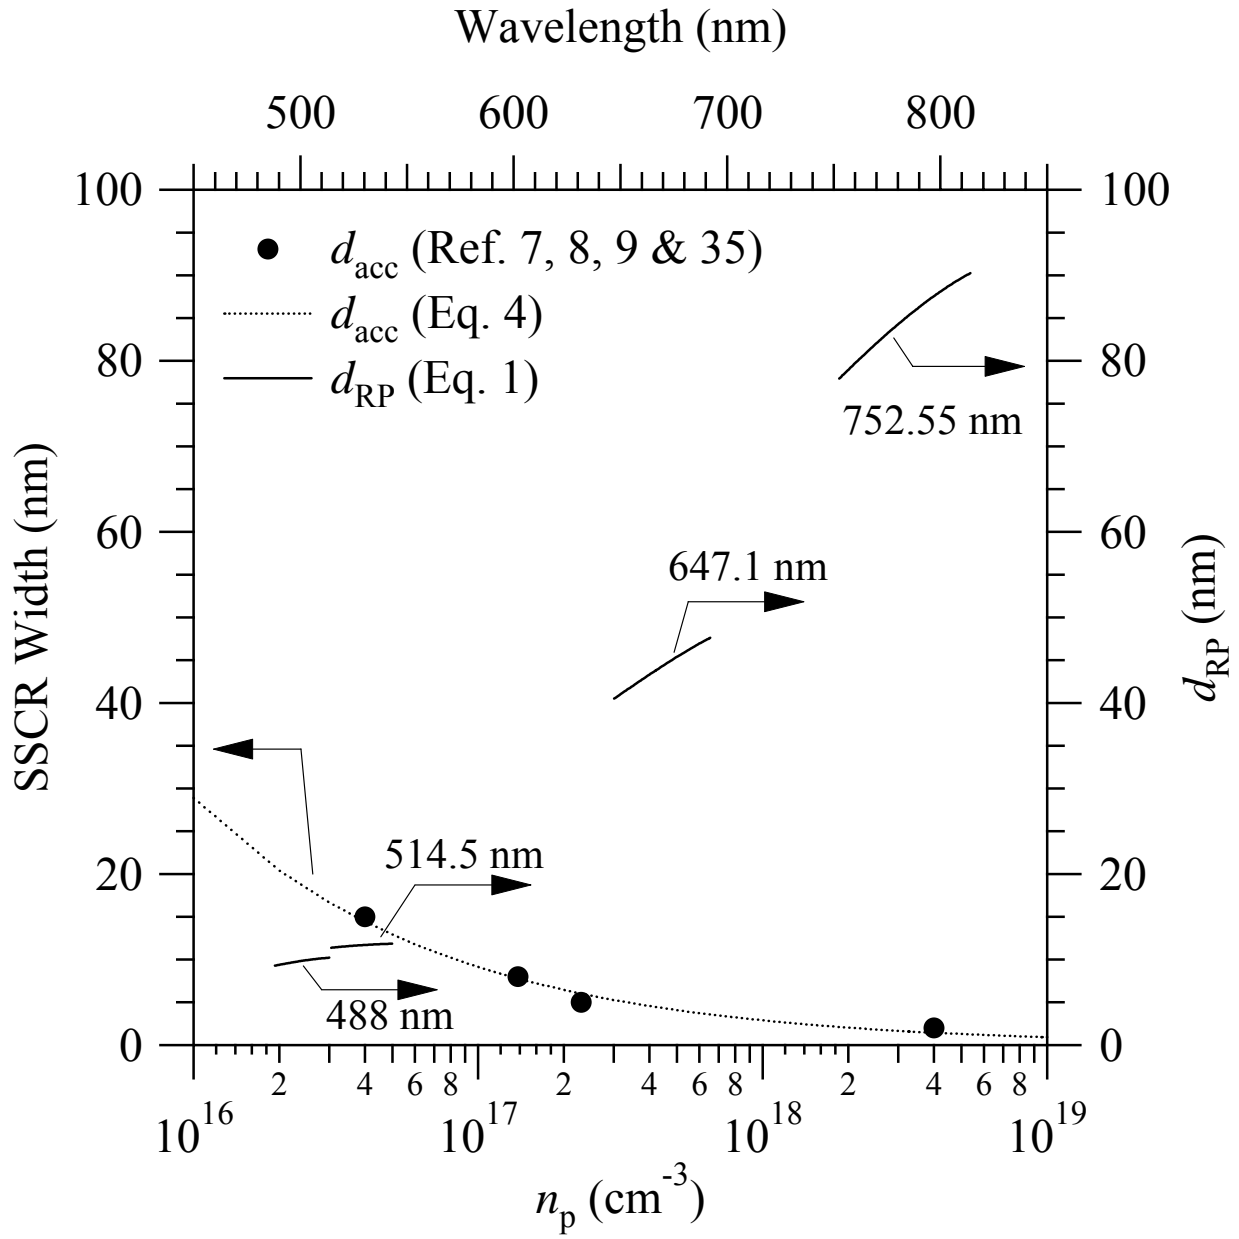 Wavelength (nm)
500 600 700 800
100 100
d_acc (Ref. 7, 8, 9 & 35)
d_acc (Eq. 4)
d_RP (Eq. 1)
80 80
752.55 nm
60 60
647.1 nm
SSCR Width (nm)
d_RP (nm)
40 40
514.5 nm
20 20
488 nm
0 0
2 4 6 8 2 4 6 8 2 4 6 8
10^16 10^17 10^18 10^19
n_p (cm^-3)